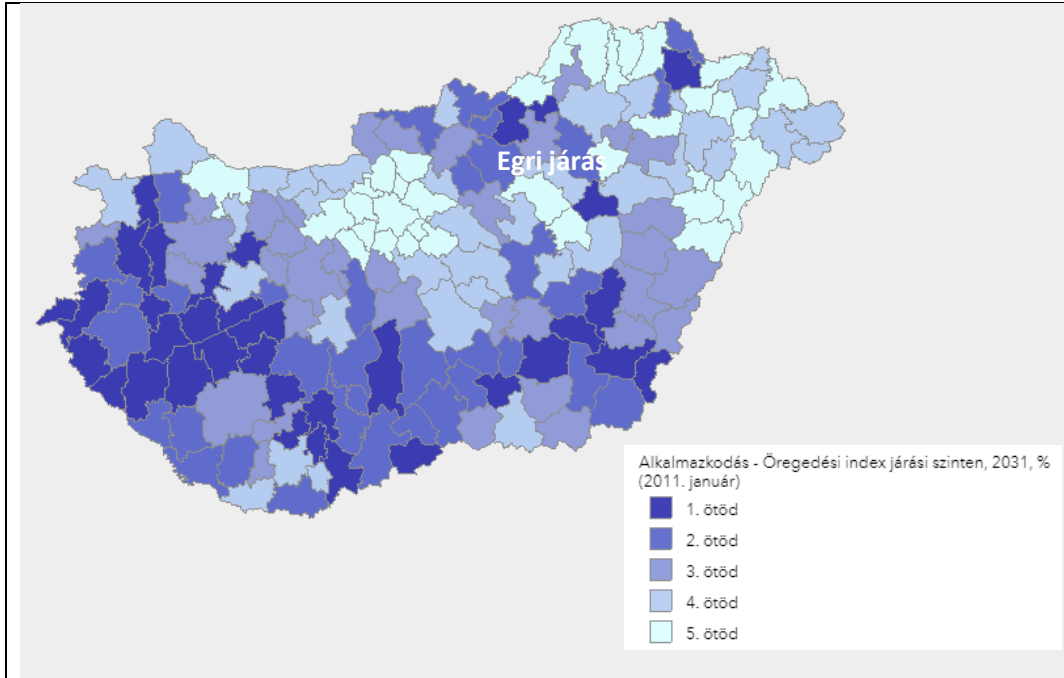 Egri járás
Alkalmazkodás - Öregedési index járási szinten, 2031, %
(2011. január)
1. ötöd
2. ötöd
3. ötöd
4. ötöd
5. ötöd